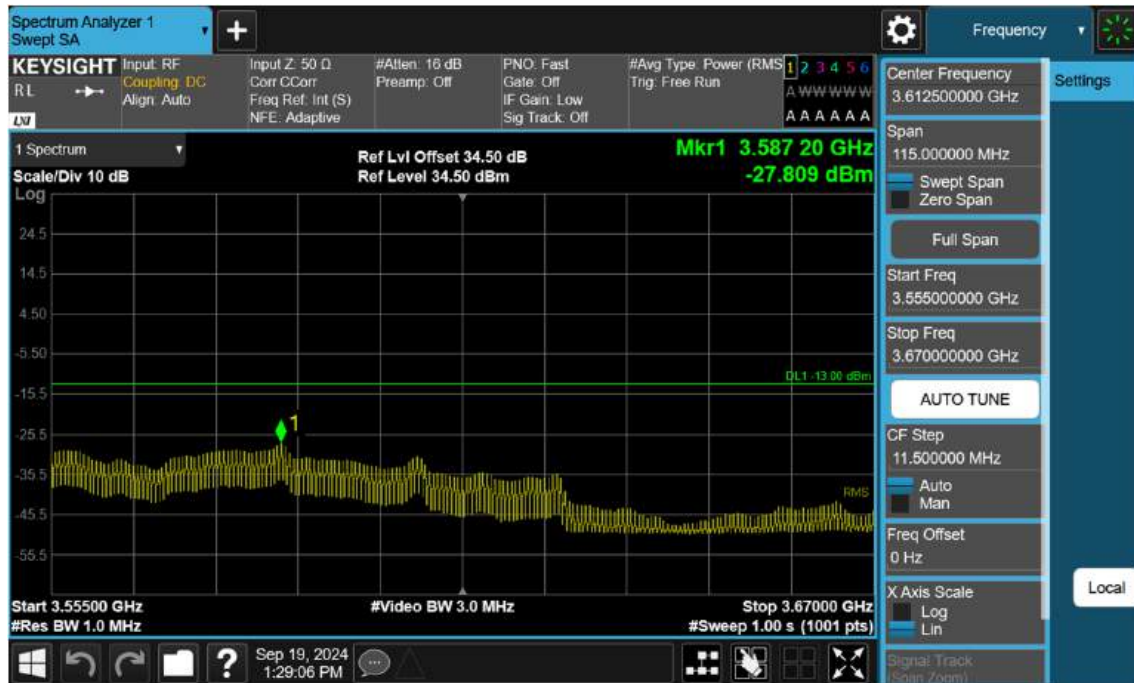 Spectrum Analyzer 1
Swept SA
+
Frequency
KEYSIGHT
RL
LXI
Input: RF
Coupling: DC
Align: Auto
Input Z: 50 Ω
Corr CCorr
Freq Ref: Int (S)
NFE: Adaptive
#Atten: 16 dB
Preamp: Off
PNO: Fast
Gate: Off
IF Gain: Low
Sig Track: Off
#Avg Type: Power (RMS
Trig: Free Run
1 2 3 4 5 6
A W W W W W
A A A A A A
1 Spectrum
Scale/Div 10 dB
Log
Ref Lvl Offset 34.50 dB
Ref Level 34.50 dBm
Mkr1 3.587 20 GHz
-27.809 dBm
24.5
14.5
4.50
-5.50
-15.5
-25.5
-35.5
-45.5
-55.5
DL1 -13.00 dBm
1
RMS
Start 3.55500 GHz
#Res BW 1.0 MHz
#Video BW 3.0 MHz
Stop 3.67000 GHz
#Sweep 1.00 s (1001 pts)
Center Frequency
3.612500000 GHz
Settings
Span
115.000000 MHz
Swept Span
Zero Span
Full Span
Start Freq
3.555000000 GHz
Stop Freq
3.670000000 GHz
AUTO TUNE
CF Step
11.500000 MHz
Auto
Man
Freq Offset
0 Hz
X Axis Scale
Log
Lin
Local
Signal Track
(Span Zoom)
?
Sep 19, 2024
1:29:06 PM